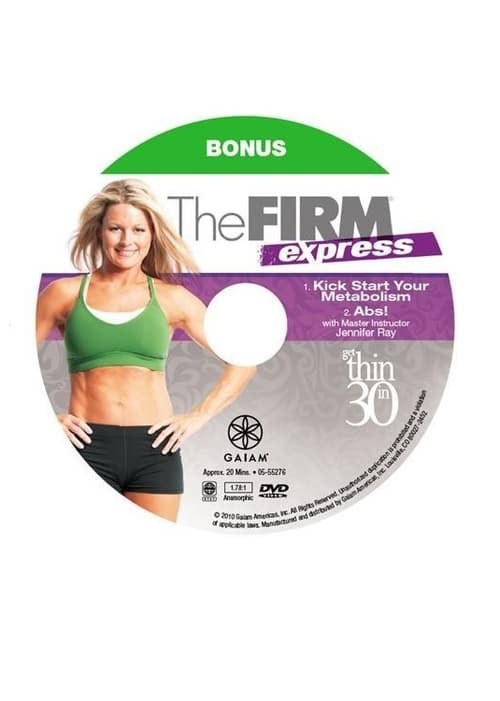 BONUS
The FIRM®
express
1. Kick Start Your
Metabolism
2. Abs!
with Master Instructor
Jennifer Ray
get
thin
in
30
GAIAM®
Approx. 20 Mins. • 05-55276
1.78:1
Anamorphic
DVD
VIDEO
© 2010 Gaiam Americas, Inc. All Rights Reserved. Unauthorized duplication is prohibited and a violation
of applicable laws. Manufactured and distributed by Gaiam Americas, Inc. Louisville, CO 80027-3452